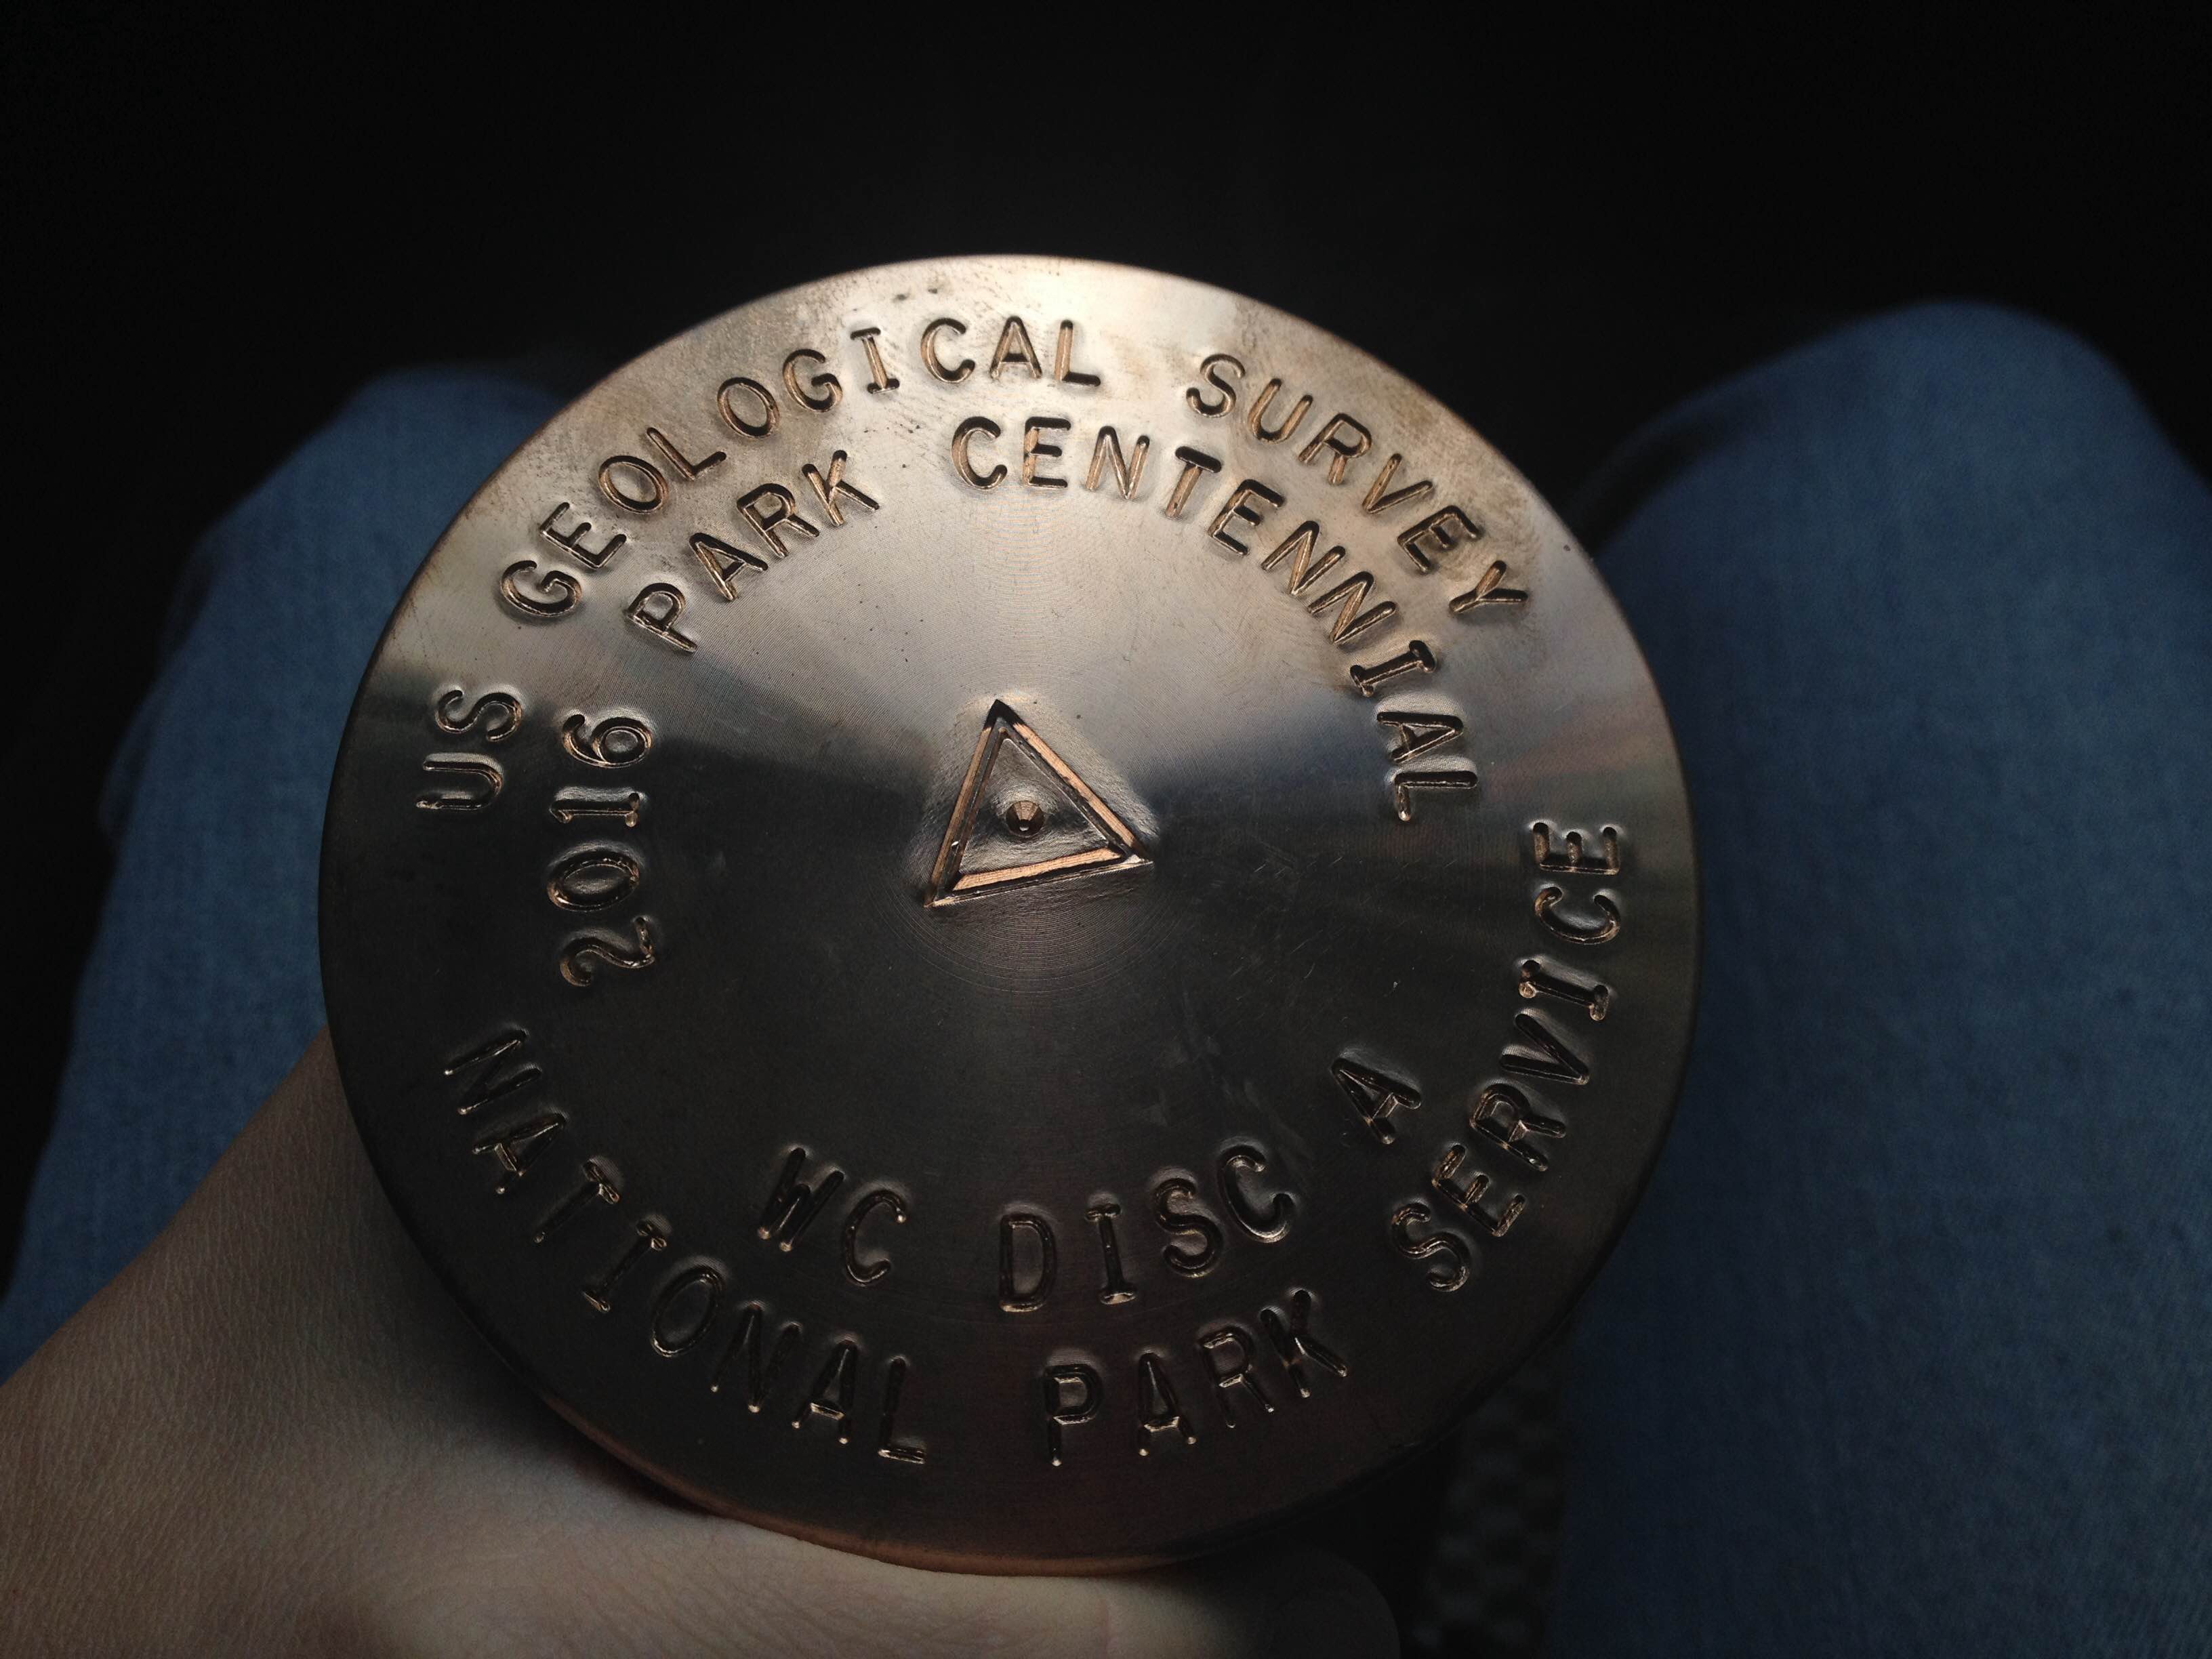 US GEOLOGICAL SURVEY
2016 PARK CENTENNIAL
WC DISC A
NATIONAL PARK SERVICE